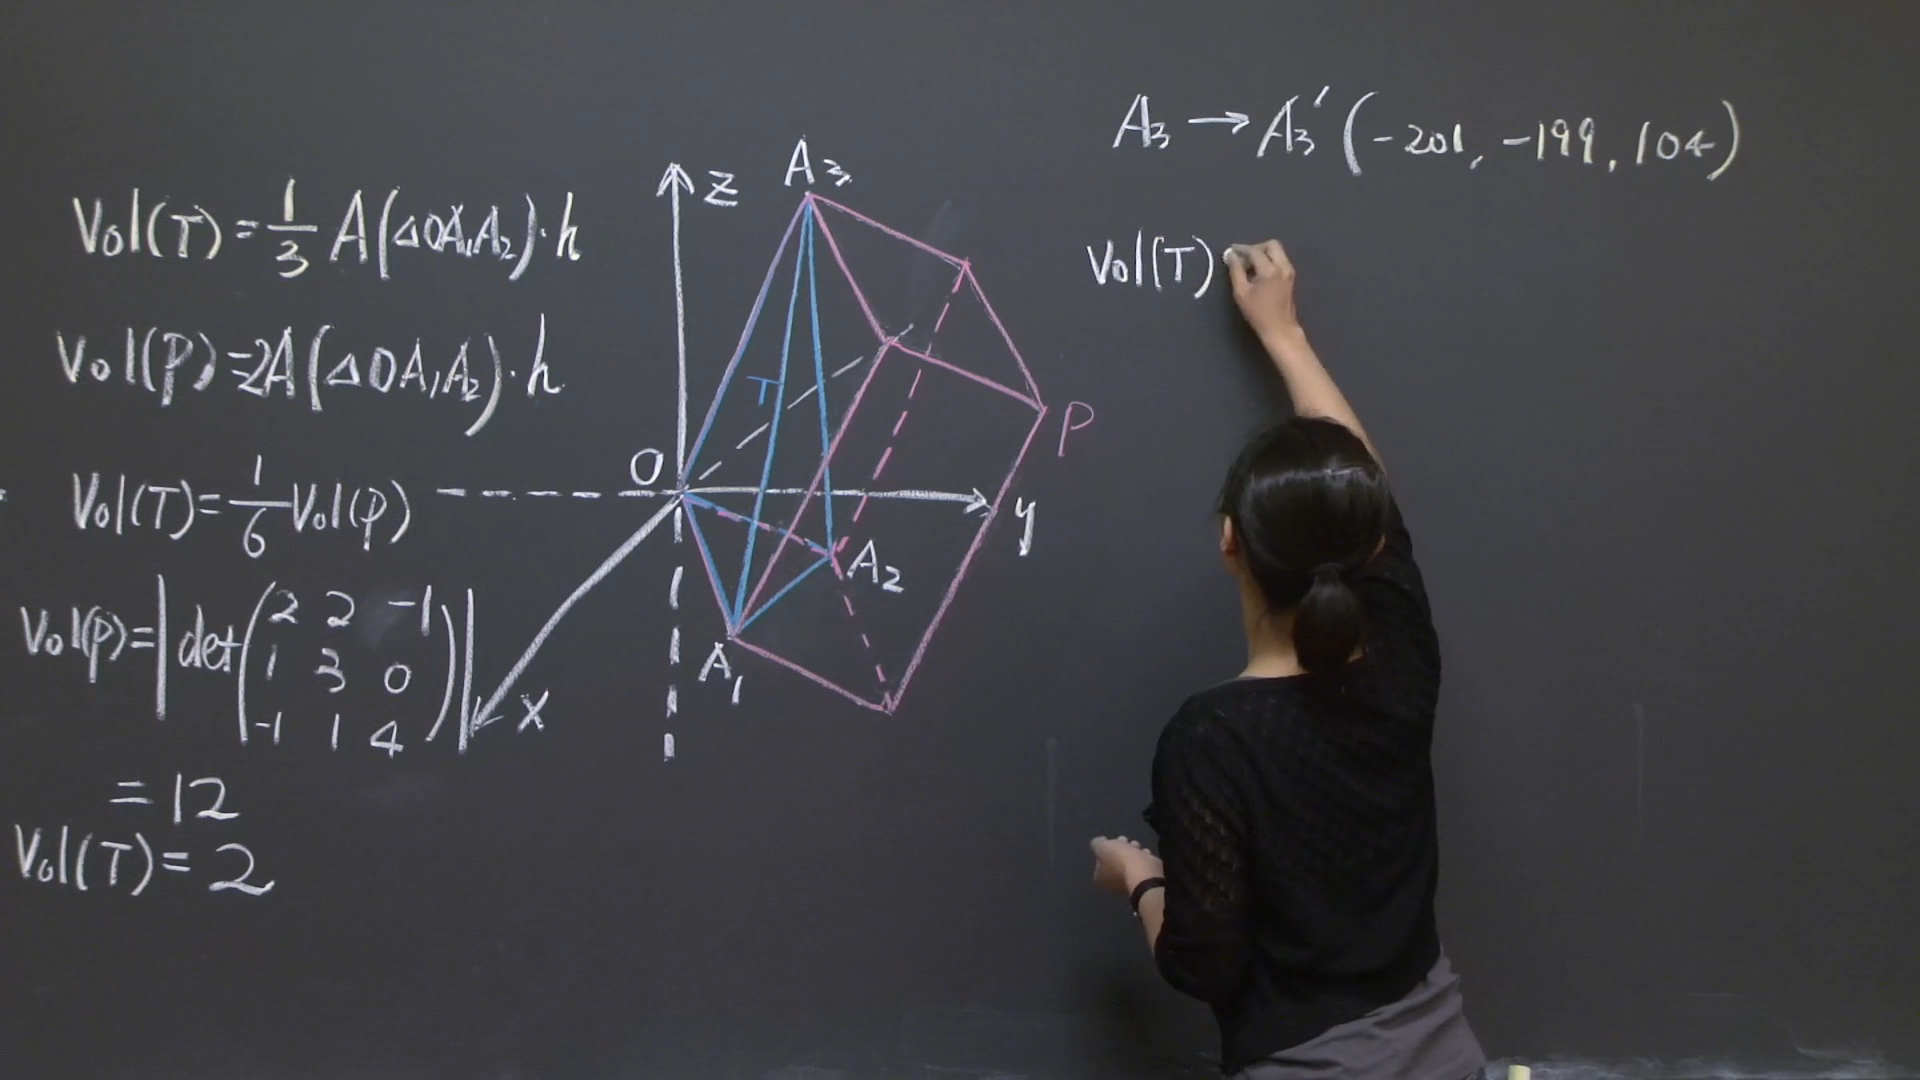 Vol(T) = 1/3 A(△OA₁A₂)·h
Vol(P) = 2A(△OA₁A₂)·h
Vol(T) = 1/6 Vol(P)
Vol(P) = |det(2 2 -1
1 3 0
-1 1 4)|
= 12
Vol(T) = 2
z
A₃
T
O
y
P
A₂
A₁
x
A₃ → A₃′(-201, -199, 104)
Vol(T)